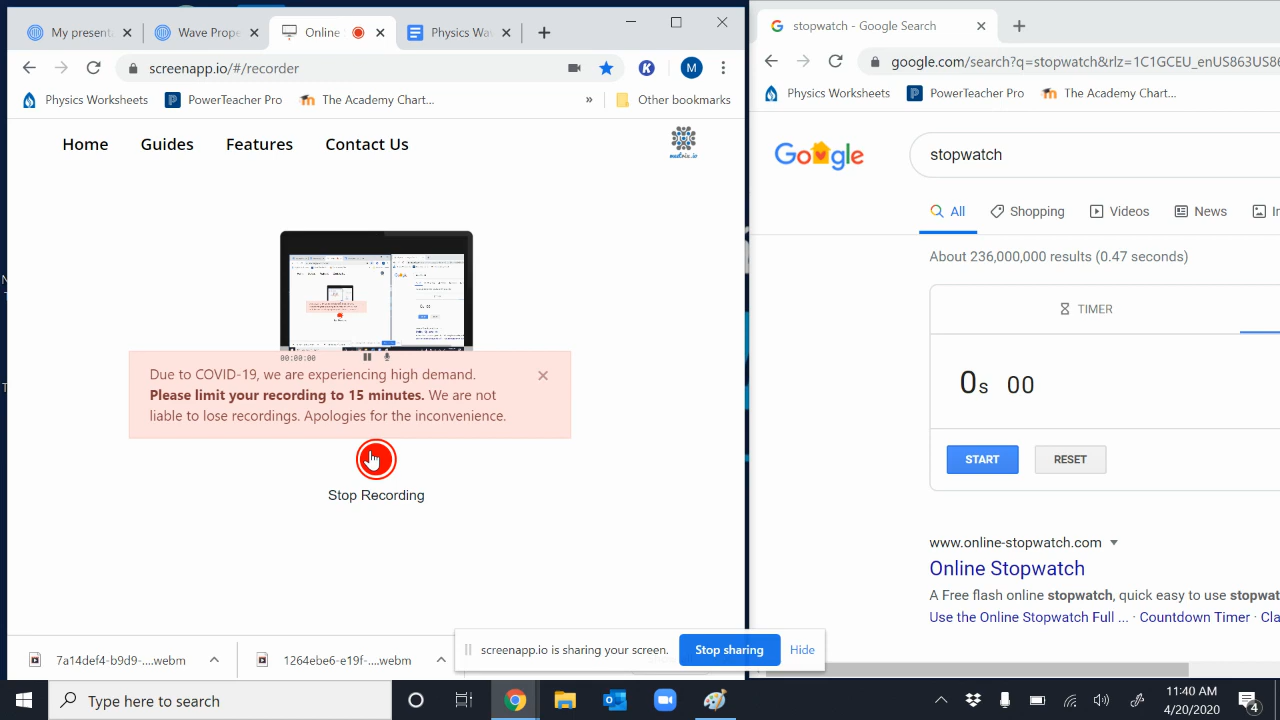 My present
Wave Prope
Online
Physics Wav
screenapp.io/#/recorder
M
Physics Worksheets
PowerTeacher Pro
The Academy Chart...
»
Other bookmarks
Home
Guides
Features
Contact Us
00:00:00
Due to COVID-19, we are experiencing high demand.
Please limit your recording to 15 minutes. We are not
liable to lose recordings. Apologies for the inconvenience.
Stop Recording
7a14def4-b9d9-....webm
1264ebe6-e19f-....webm
screenapp.io is sharing your screen.
Stop sharing
Hide
stopwatch - Google Search
google.com/search?q=stopwatch&rlz=1C1GCEU_enUS863US86
Physics Worksheets
PowerTeacher Pro
The Academy Chart...
Google
stopwatch
All
Shopping
Videos
News
About 236,000,000 results (0.47 seconds)
TIMER
0s 00
START
RESET
www.online-stopwatch.com
Online Stopwatch
A Free flash online stopwatch, quick easy to use stopwa
Use the Online Stopwatch Full ... · Countdown Timer · Cla
Type here to search
11:40 AM
4/20/2020
4